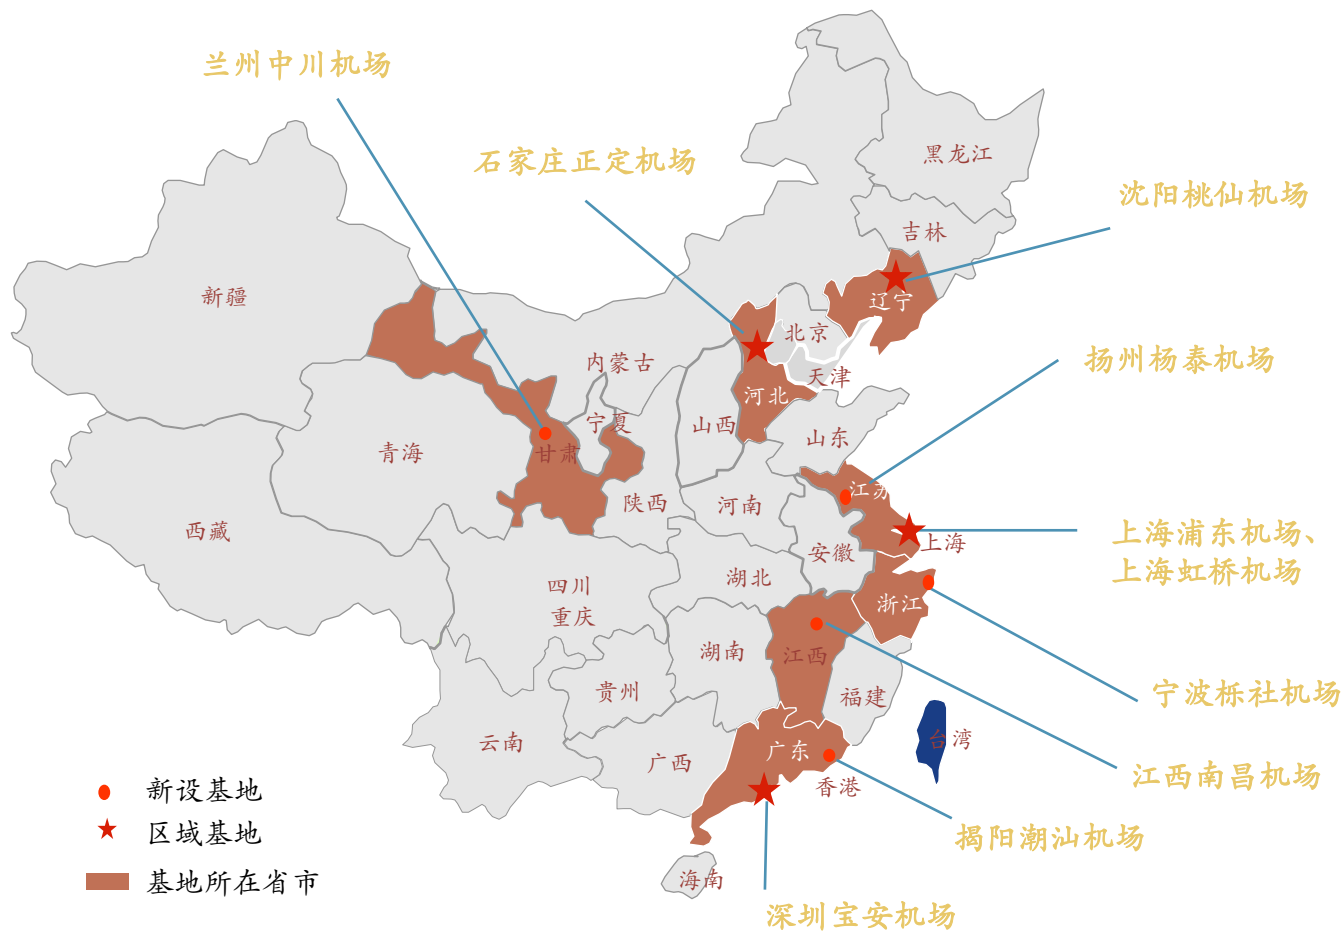 兰州中川机场
石家庄正定机场
黑龙江
沈阳桃仙机场
吉林
新疆
辽宁
北京
内蒙古
扬州杨泰机场
天津
河北
宁夏
山西
山东
青海
甘肃
江苏
陕西
河南
西藏
上海浦东机场、
上海虹桥机场
上海
安徽
湖北
四川
重庆
浙江
湖南
江西
宁波栎社机场
贵州
福建
云南
台湾
广东
广西
江西南昌机场
香港
新设基地
区域基地
揭阳潮汕机场
基地所在省市
海南
深圳宝安机场